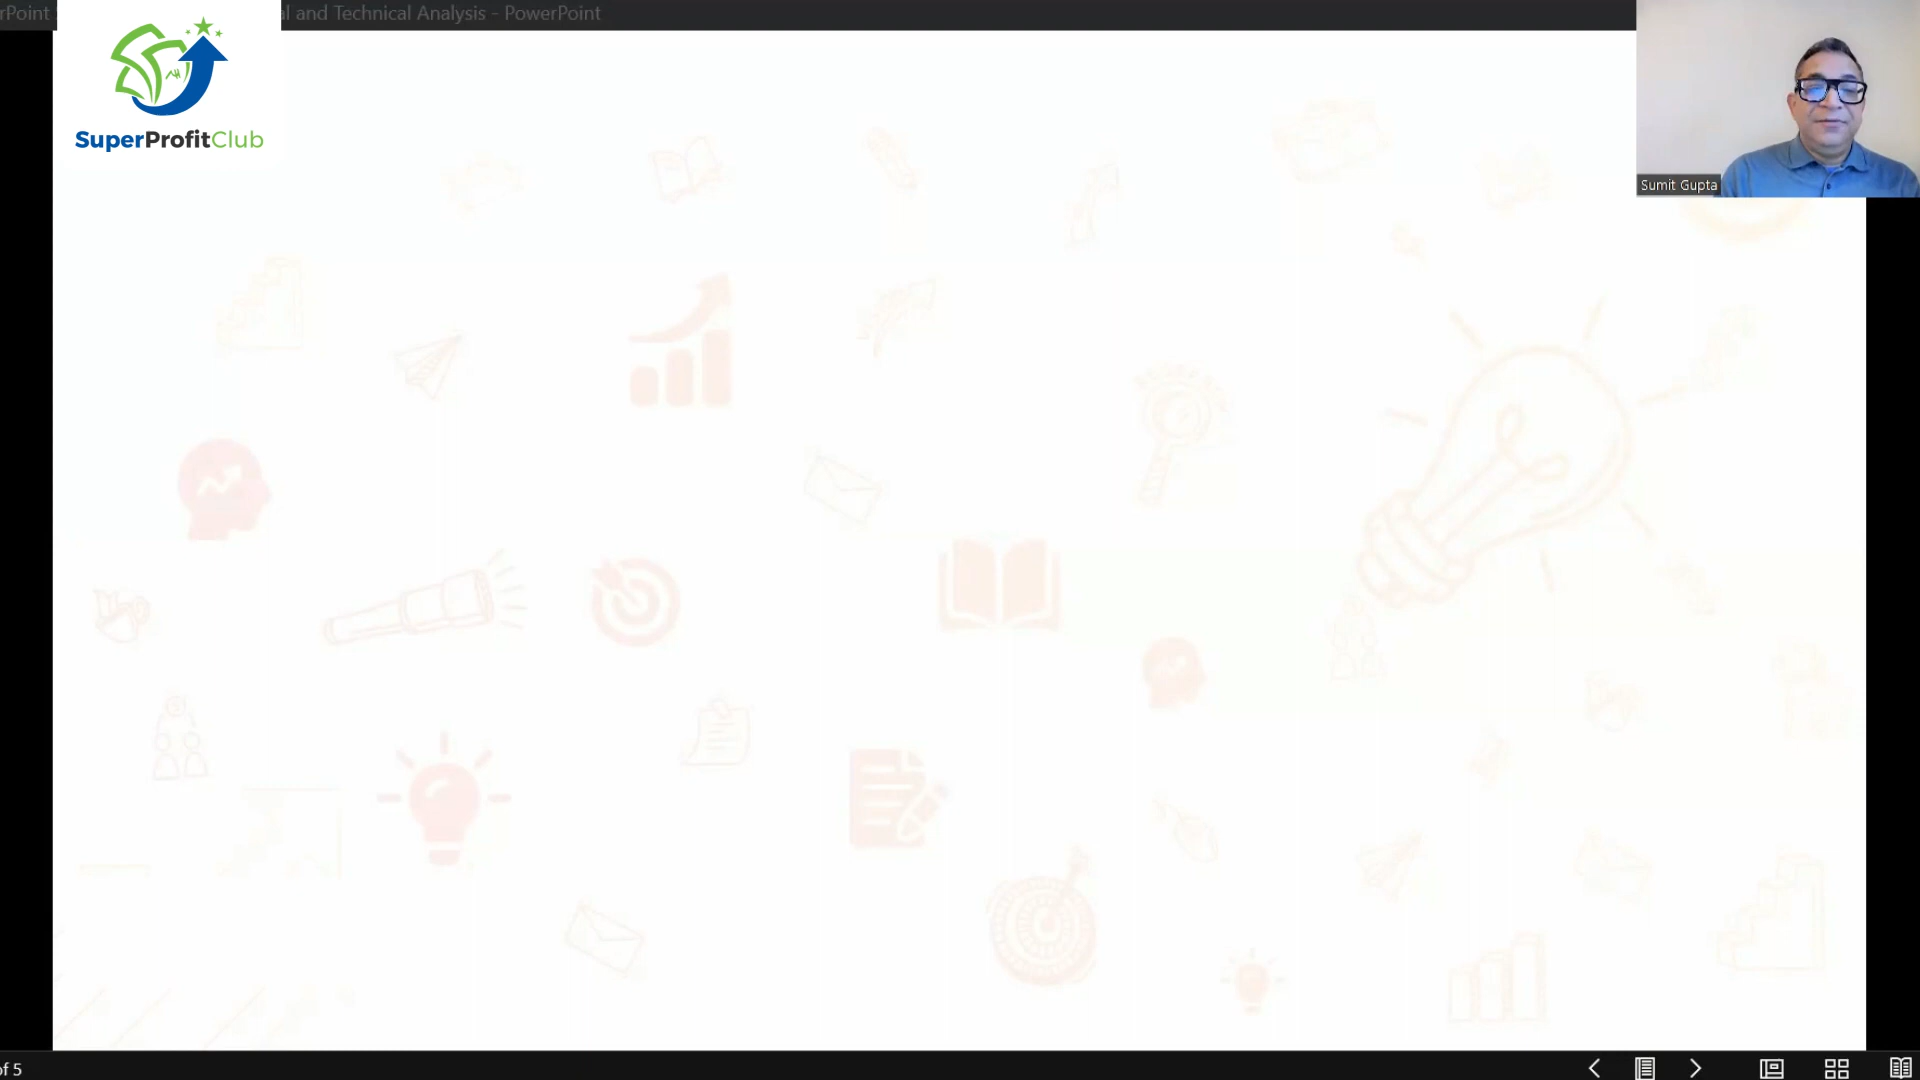 rPoint
l and Technical Analysis - PowerPoint
SuperProfitClub
Sumit Gupta
of 5